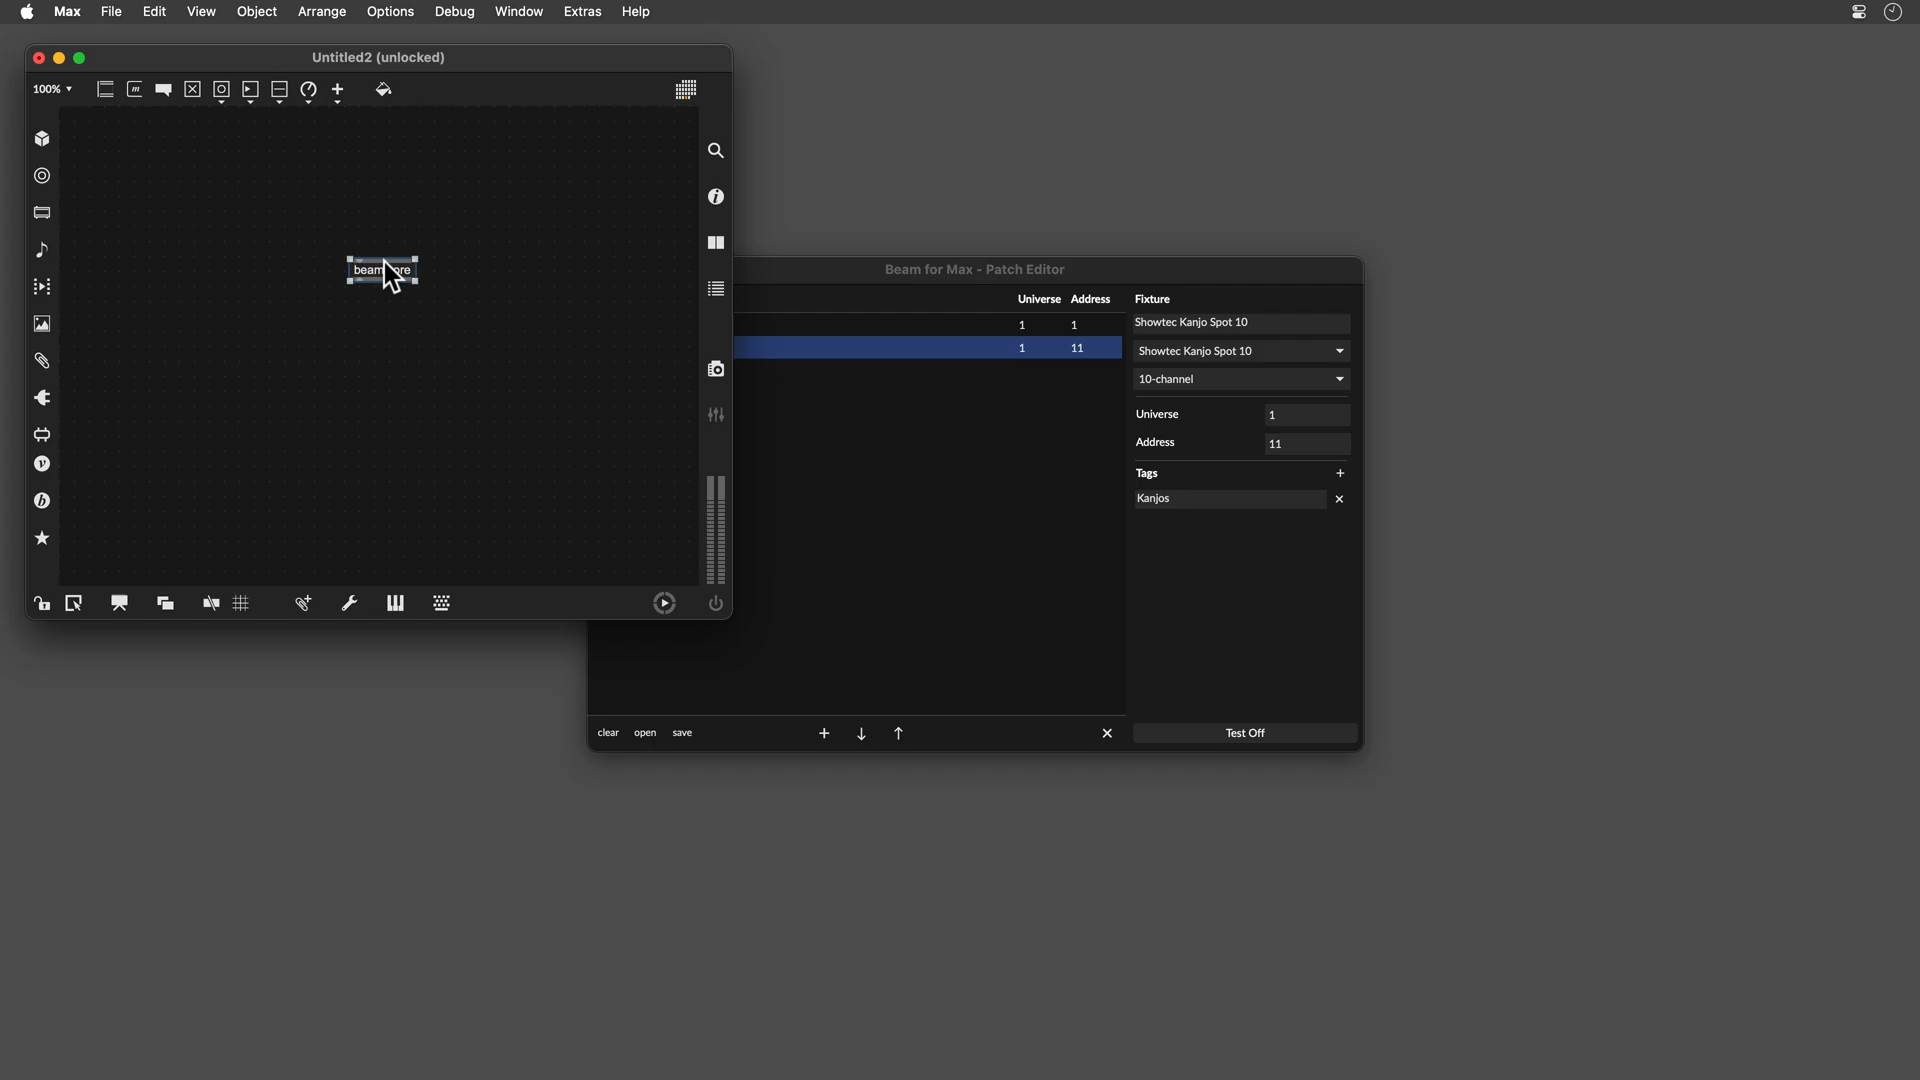 Max File Edit View Object Arrange Options Debug Window Extras Help
Untitled2 (unlocked)
100%
Beam for Max - Patch Editor
Universe Address
1 1
1 11
Fixture
Showtec Kanjo Spot 10
Showtec Kanjo Spot 10
10-channel
Universe 1
Address 11
Tags +
Kanjos
clear open save
Test Off